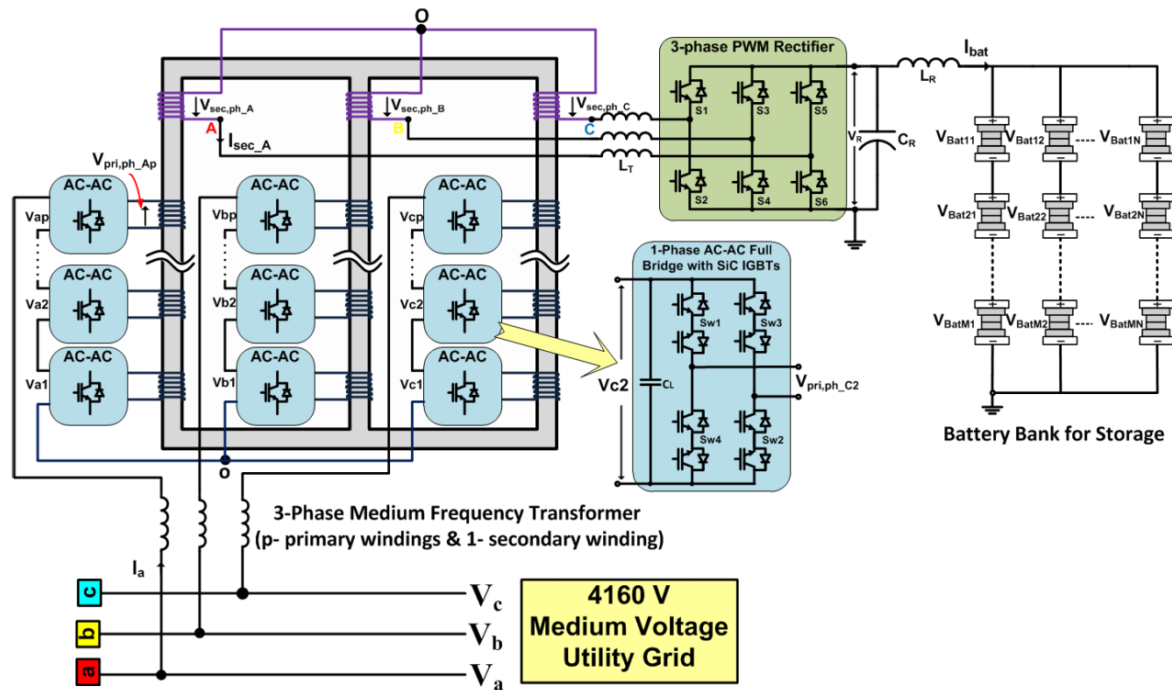 O
3-phase PWM Rectifier
Ibat
LR
Vsec,ph_A
Vsec,ph_B
Vsec,ph_C
S1
S3
S5
A
B
C
Isec_A
VR
CR
VBat11
VBat12
VBat1N
Vpri,ph_Ap
LT
S2
S4
S6
AC-AC
AC-AC
AC-AC
Vap
Vbp
Vcp
VBat21
VBat22
VBat2N
1-Phase AC-AC Full
Bridge with SiC IGBTs
AC-AC
AC-AC
AC-AC
Va2
Vb2
Vc2
Sw1
Sw3
VBatM1
VBatM2
VBatMN
AC-AC
AC-AC
AC-AC
Va1
Vb1
Vc1
Vc2
CL
Vpri,ph_C2
Sw4
Sw2
Battery Bank for Storage
o
3-Phase Medium Frequency Transformer
(p- primary windings & 1- secondary winding)
Ia
c
Vc
b
Vb
a
Va
4160 V
Medium Voltage
Utility Grid